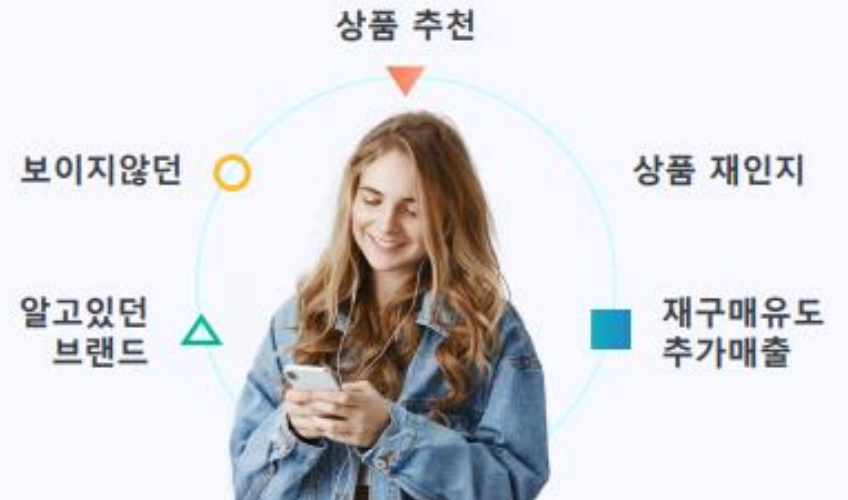 상품 추천
보이지않던
상품 재인지
알고있던
브랜드
재구매유도
추가매출